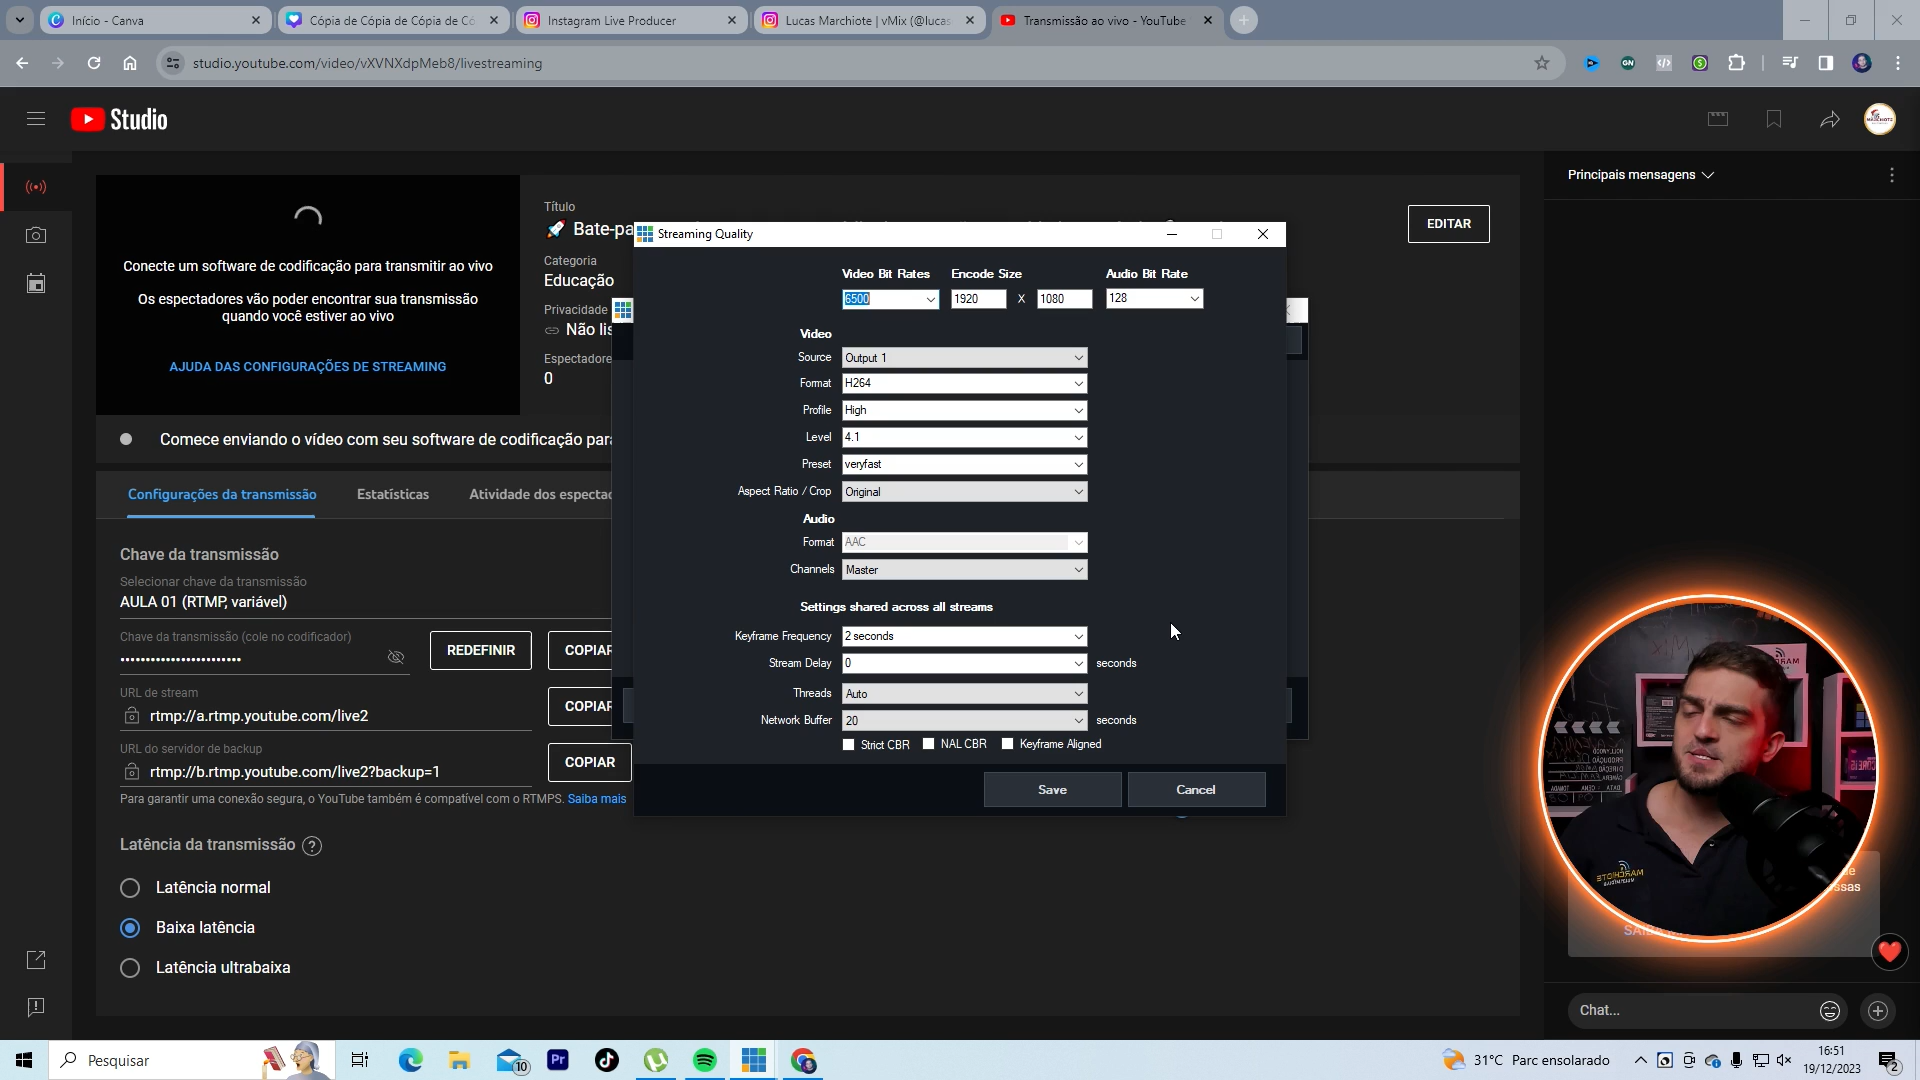 Início - Canva
Cópia de Cópia de Cópia de Có
Instagram Live Producer
Lucas Marchiote | vMix (@lucas
Transmissão ao vivo - YouTube
studio.youtube.com/video/vXVNXdpMeb8/livestreaming
Studio
Conecte um software de codificação para transmitir ao vivo
Os espectadores vão poder encontrar sua transmissão
quando você estiver ao vivo
AJUDA DAS CONFIGURAÇÕES DE STREAMING
Título
🚀 Bate-pa
Categoria
Educação
Privacidade
Não lis
Espectadore
0
EDITAR
Principais mensagens
Comece enviando o vídeo com seu software de codificação para
Configurações da transmissão
Estatísticas
Atividade dos espectad
Chave da transmissão
Selecionar chave da transmissão
AULA 01 (RTMP, variável)
Chave da transmissão (cole no codificador)
••••••••••••••••••••••••
REDEFINIR
COPIAR
URL de stream
rtmp://a.rtmp.youtube.com/live2
COPIAR
URL do servidor de backup
rtmp://b.rtmp.youtube.com/live2?backup=1
COPIAR
Para garantir uma conexão segura, o YouTube também é compatível com o RTMPS. Saiba mais
Latência da transmissão
Latência normal
Baixa latência
Latência ultrabaixa
Streaming Quality
Video Bit Rates Encode Size Audio Bit Rate
6500 1920 X 1080 128
Video
Source Output 1
Format H264
Profile High
Level 4.1
Preset veryfast
Aspect Ratio / Crop Original
Audio
Format AAC
Channels Master
Settings shared across all streams
Keyframe Frequency 2 seconds
Stream Delay 0 seconds
Threads Auto
Network Buffer 20 seconds
Strict CBR NAL CBR Keyframe Aligned
Save Cancel
MARCHIOTE
Chat...
Pesquisar
10
Pr
31°C Parc ensolarado
16:51
19/12/2023
2